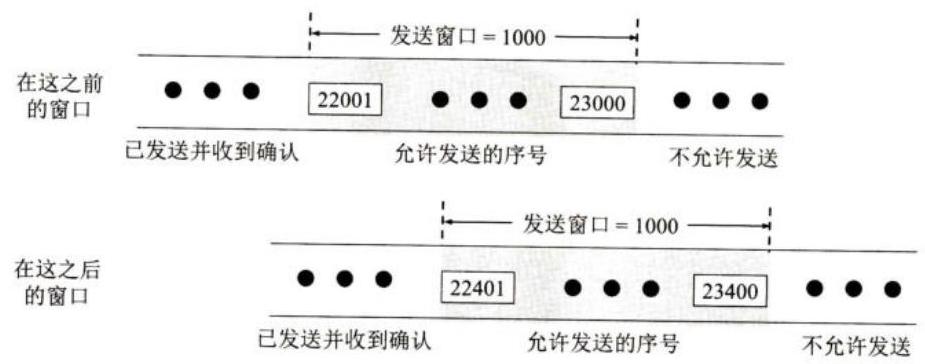 发送窗口 = 1000
在这之前
的窗口
22001
23000
已发送并收到确认
允许发送的序号
不允许发送
发送窗口 = 1000
在这之后
的窗口
22401
23400
已发送并收到确认
允许发送的序号
不允许发送